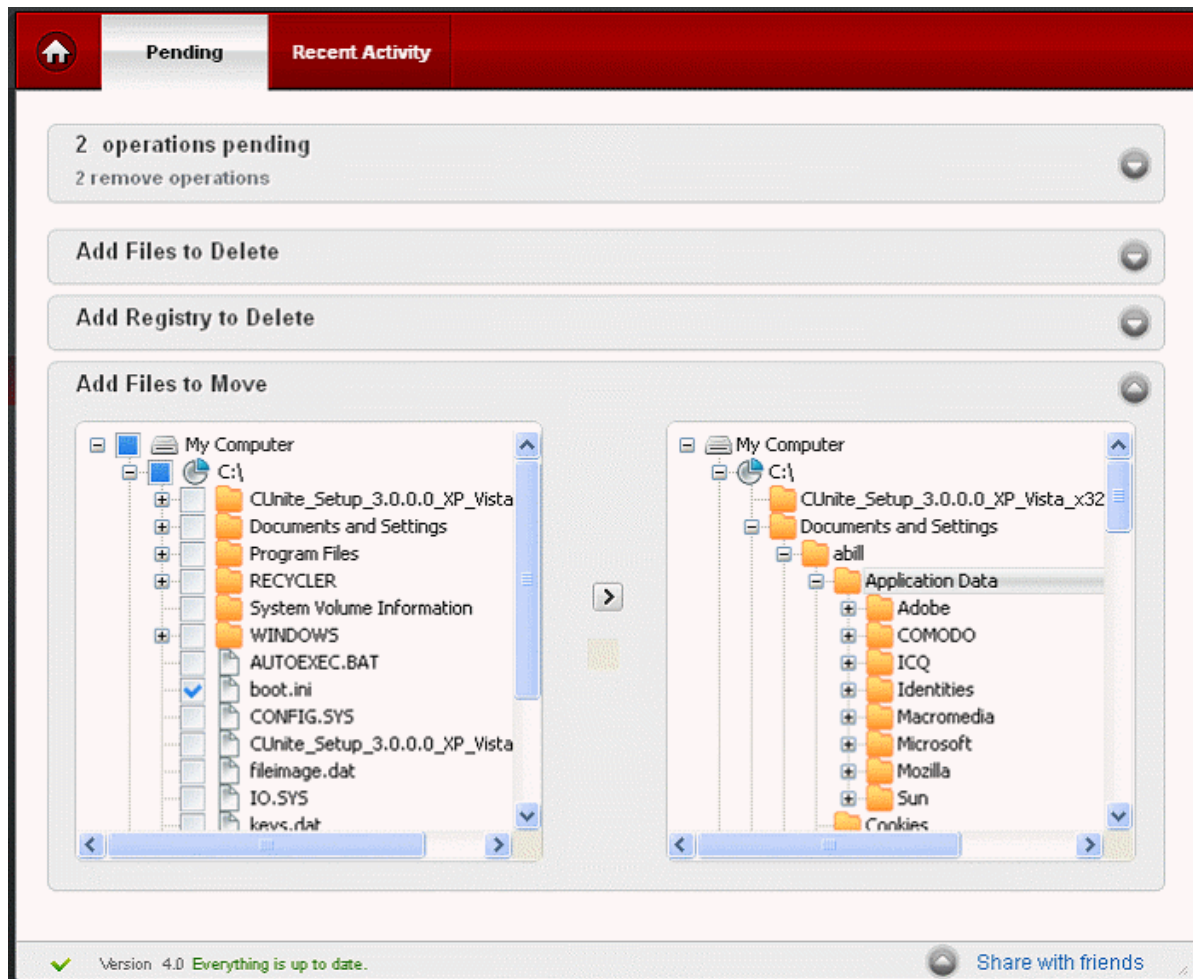 Pending
Recent Activity
2 operations pending
2 remove operations
Add Files to Delete
Add Registry to Delete
Add Files to Move
My Computer
C:\
CUnite_Setup_3.0.0.0_XP_Vista
Documents and Settings
Program Files
RECYCLER
System Volume Information
WINDOWS
AUTOEXEC.BAT
boot.ini
CONFIG.SYS
CUnite_Setup_3.0.0.0_XP_Vista
fileimage.dat
IO.SYS
keys.dat
My Computer
C:\
CUnite_Setup_3.0.0.0_XP_Vista_x32
Documents and Settings
abill
Application Data
Adobe
COMODO
ICQ
Identities
Macromedia
Microsoft
Mozilla
Sun
Cookies
Version 4.0 Everything is up to date.
Share with friends